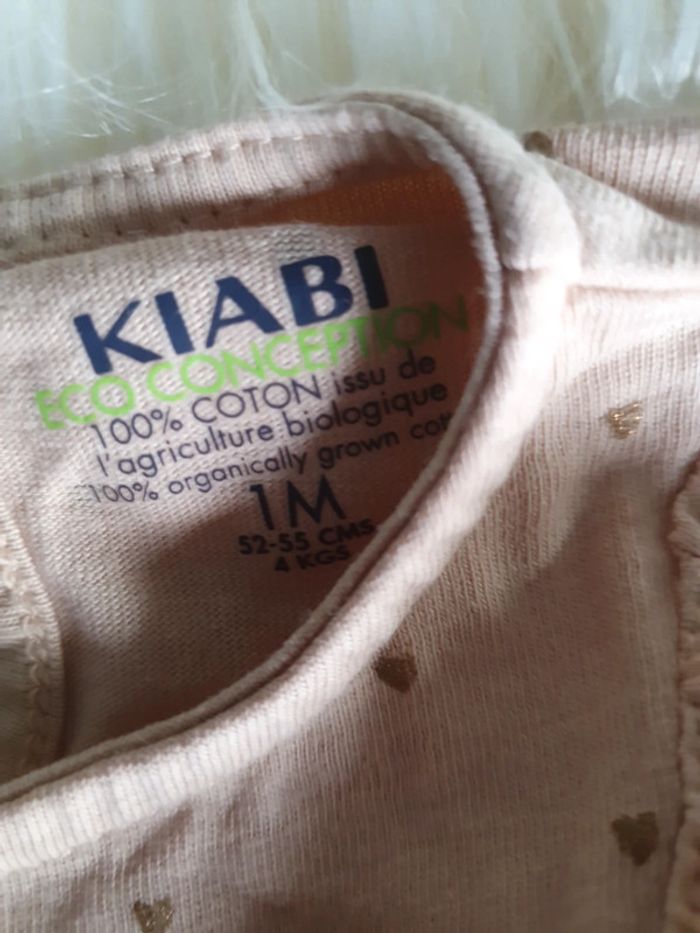 KIABI
ECO CONCEPTION
100% COTON issu de
l'agriculture biologique
100% organically grown
1M
52-55 CMS
4 KGS